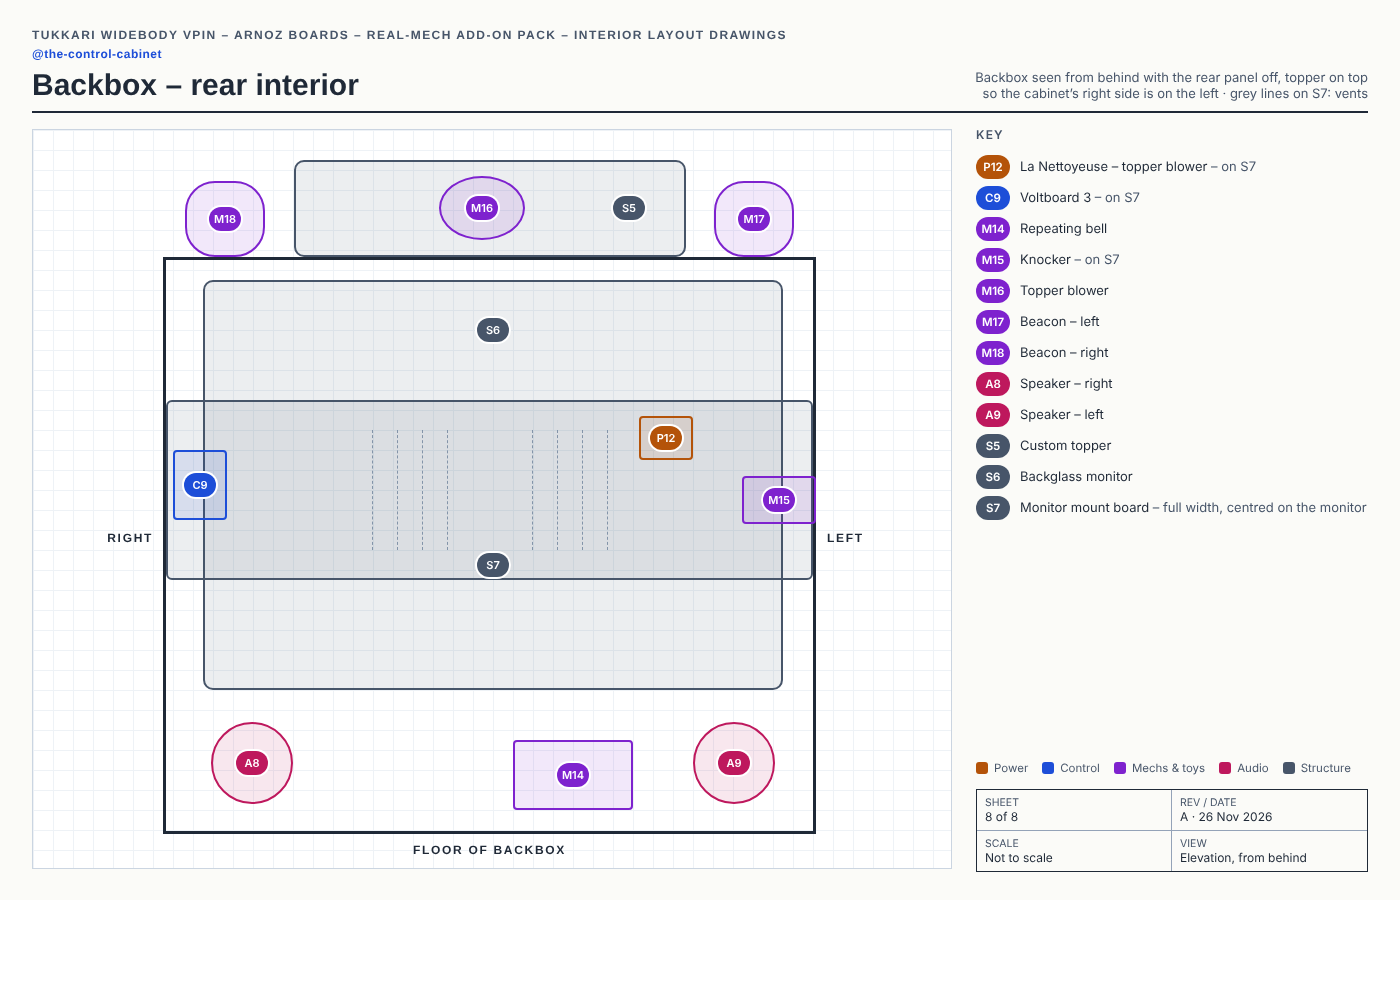 TUKKARI WIDEBODY VPIN – ARNOZ BOARDS – REAL-MECH ADD-ON PACK – INTERIOR LAYOUT DRAWINGS
@the-control-cabinet
Backbox – rear interior
Backbox seen from behind with the rear panel off, topper on top
so the cabinet’s right side is on the left · grey lines on S7: vents
M18
M16
S5
M17
S6
P12
C9
M15
RIGHT
LEFT
S7
A8
M14
A9
FLOOR OF BACKBOX
KEY
P12 La Nettoyeuse – topper blower – on S7
C9 Voltboard 3 – on S7
M14 Repeating bell
M15 Knocker – on S7
M16 Topper blower
M17 Beacon – left
M18 Beacon – right
A8 Speaker – right
A9 Speaker – left
S5 Custom topper
S6 Backglass monitor
S7 Monitor mount board – full width, centred on the monitor
Power Control Mechs & toys Audio Structure
SHEET
8 of 8
REV / DATE
A · 26 Nov 2026
SCALE
Not to scale
VIEW
Elevation, from behind